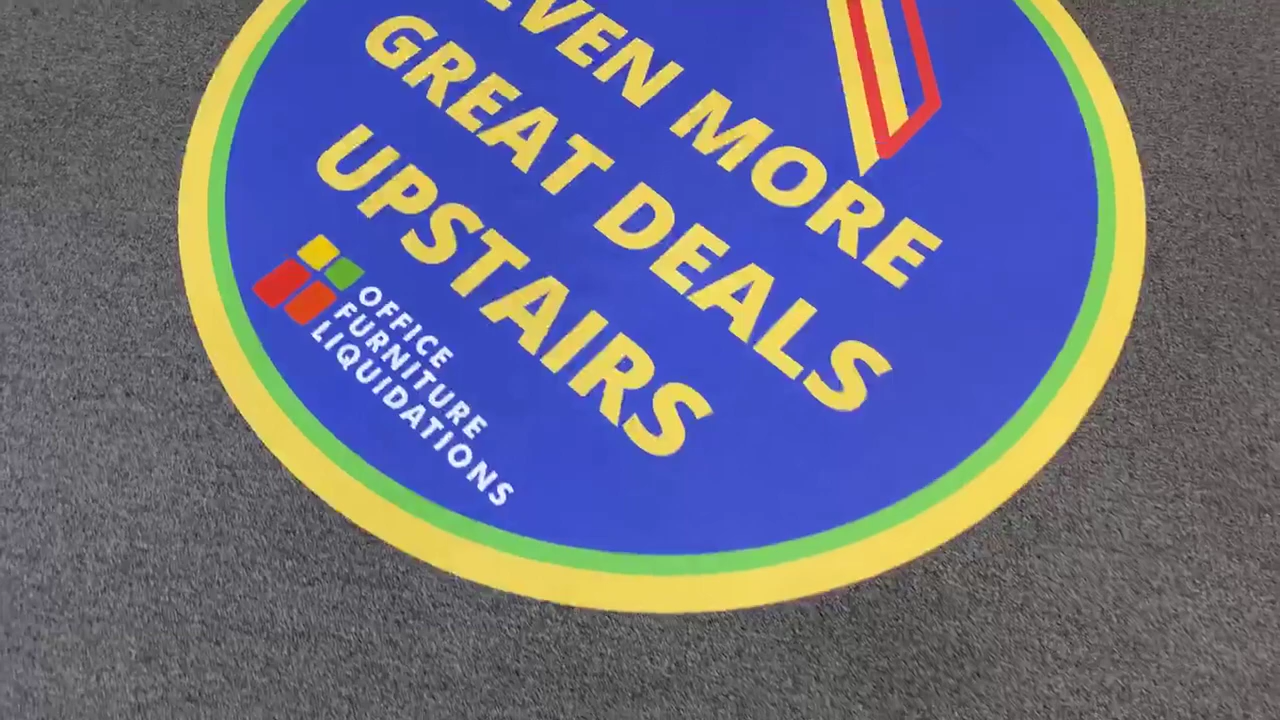 EVEN MORE
GREAT DEALS
UPSTAIRS
OFFICE
FURNITURE
LIQUIDATIONS